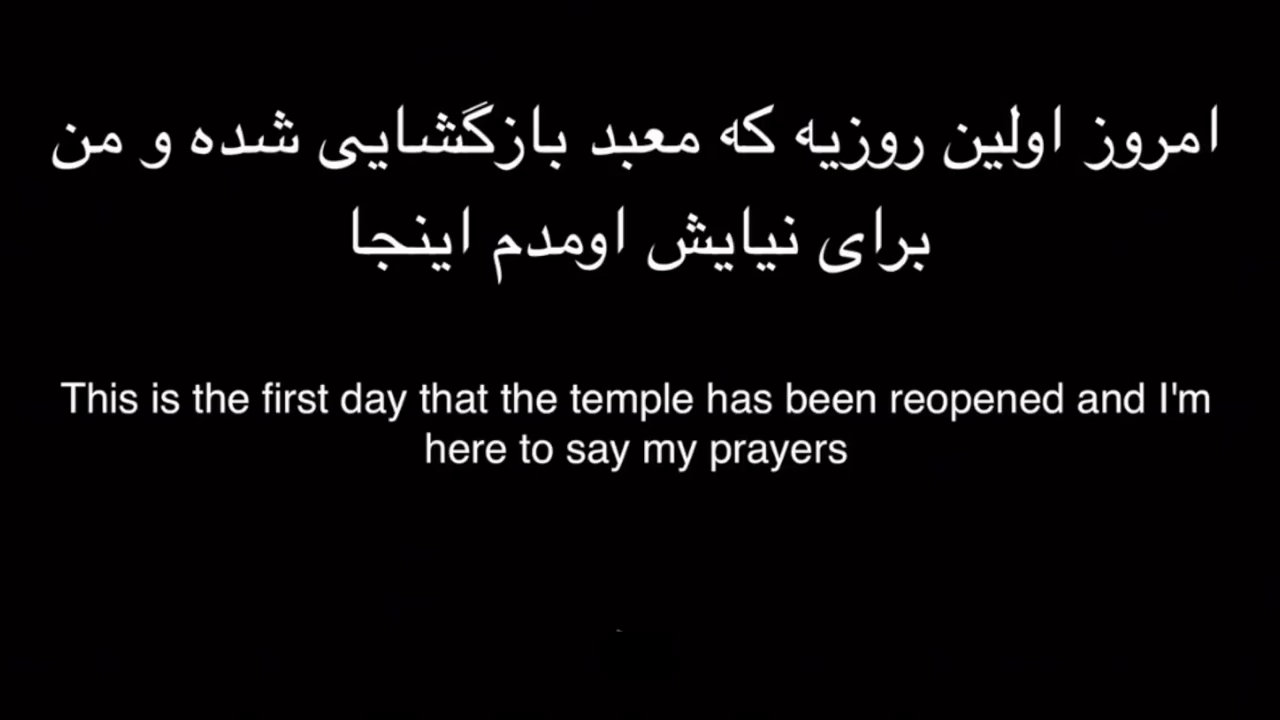 امروز اولین روزیه که معبد بازگشایی شده و من
برای نیایش اومدم اینجا
This is the first day that the temple has been reopened and I'm
here to say my prayers